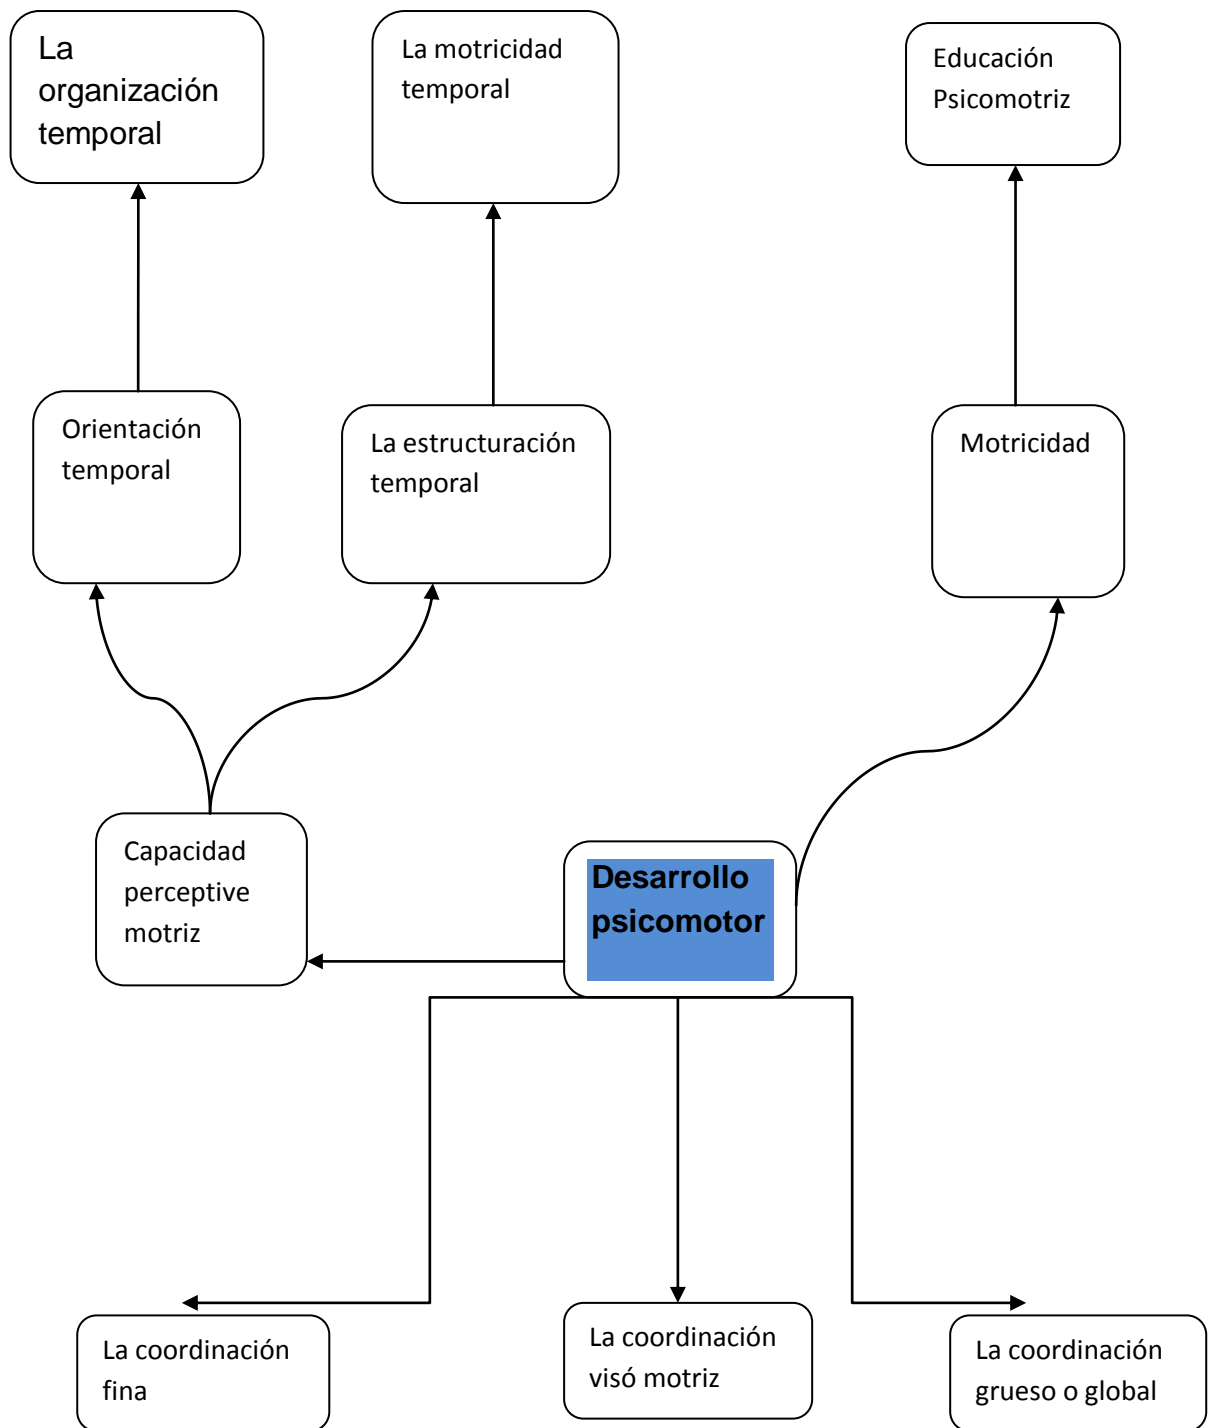 La
organización
temporal
La motricidad
temporal
Educación
Psicomotriz
Orientación
temporal
La estructuración
temporal
Motricidad
Capacidad
perceptive
motriz
Desarrollo
psicomotor
La coordinación
fina
La coordinación
visó motriz
La coordinación
grueso o global